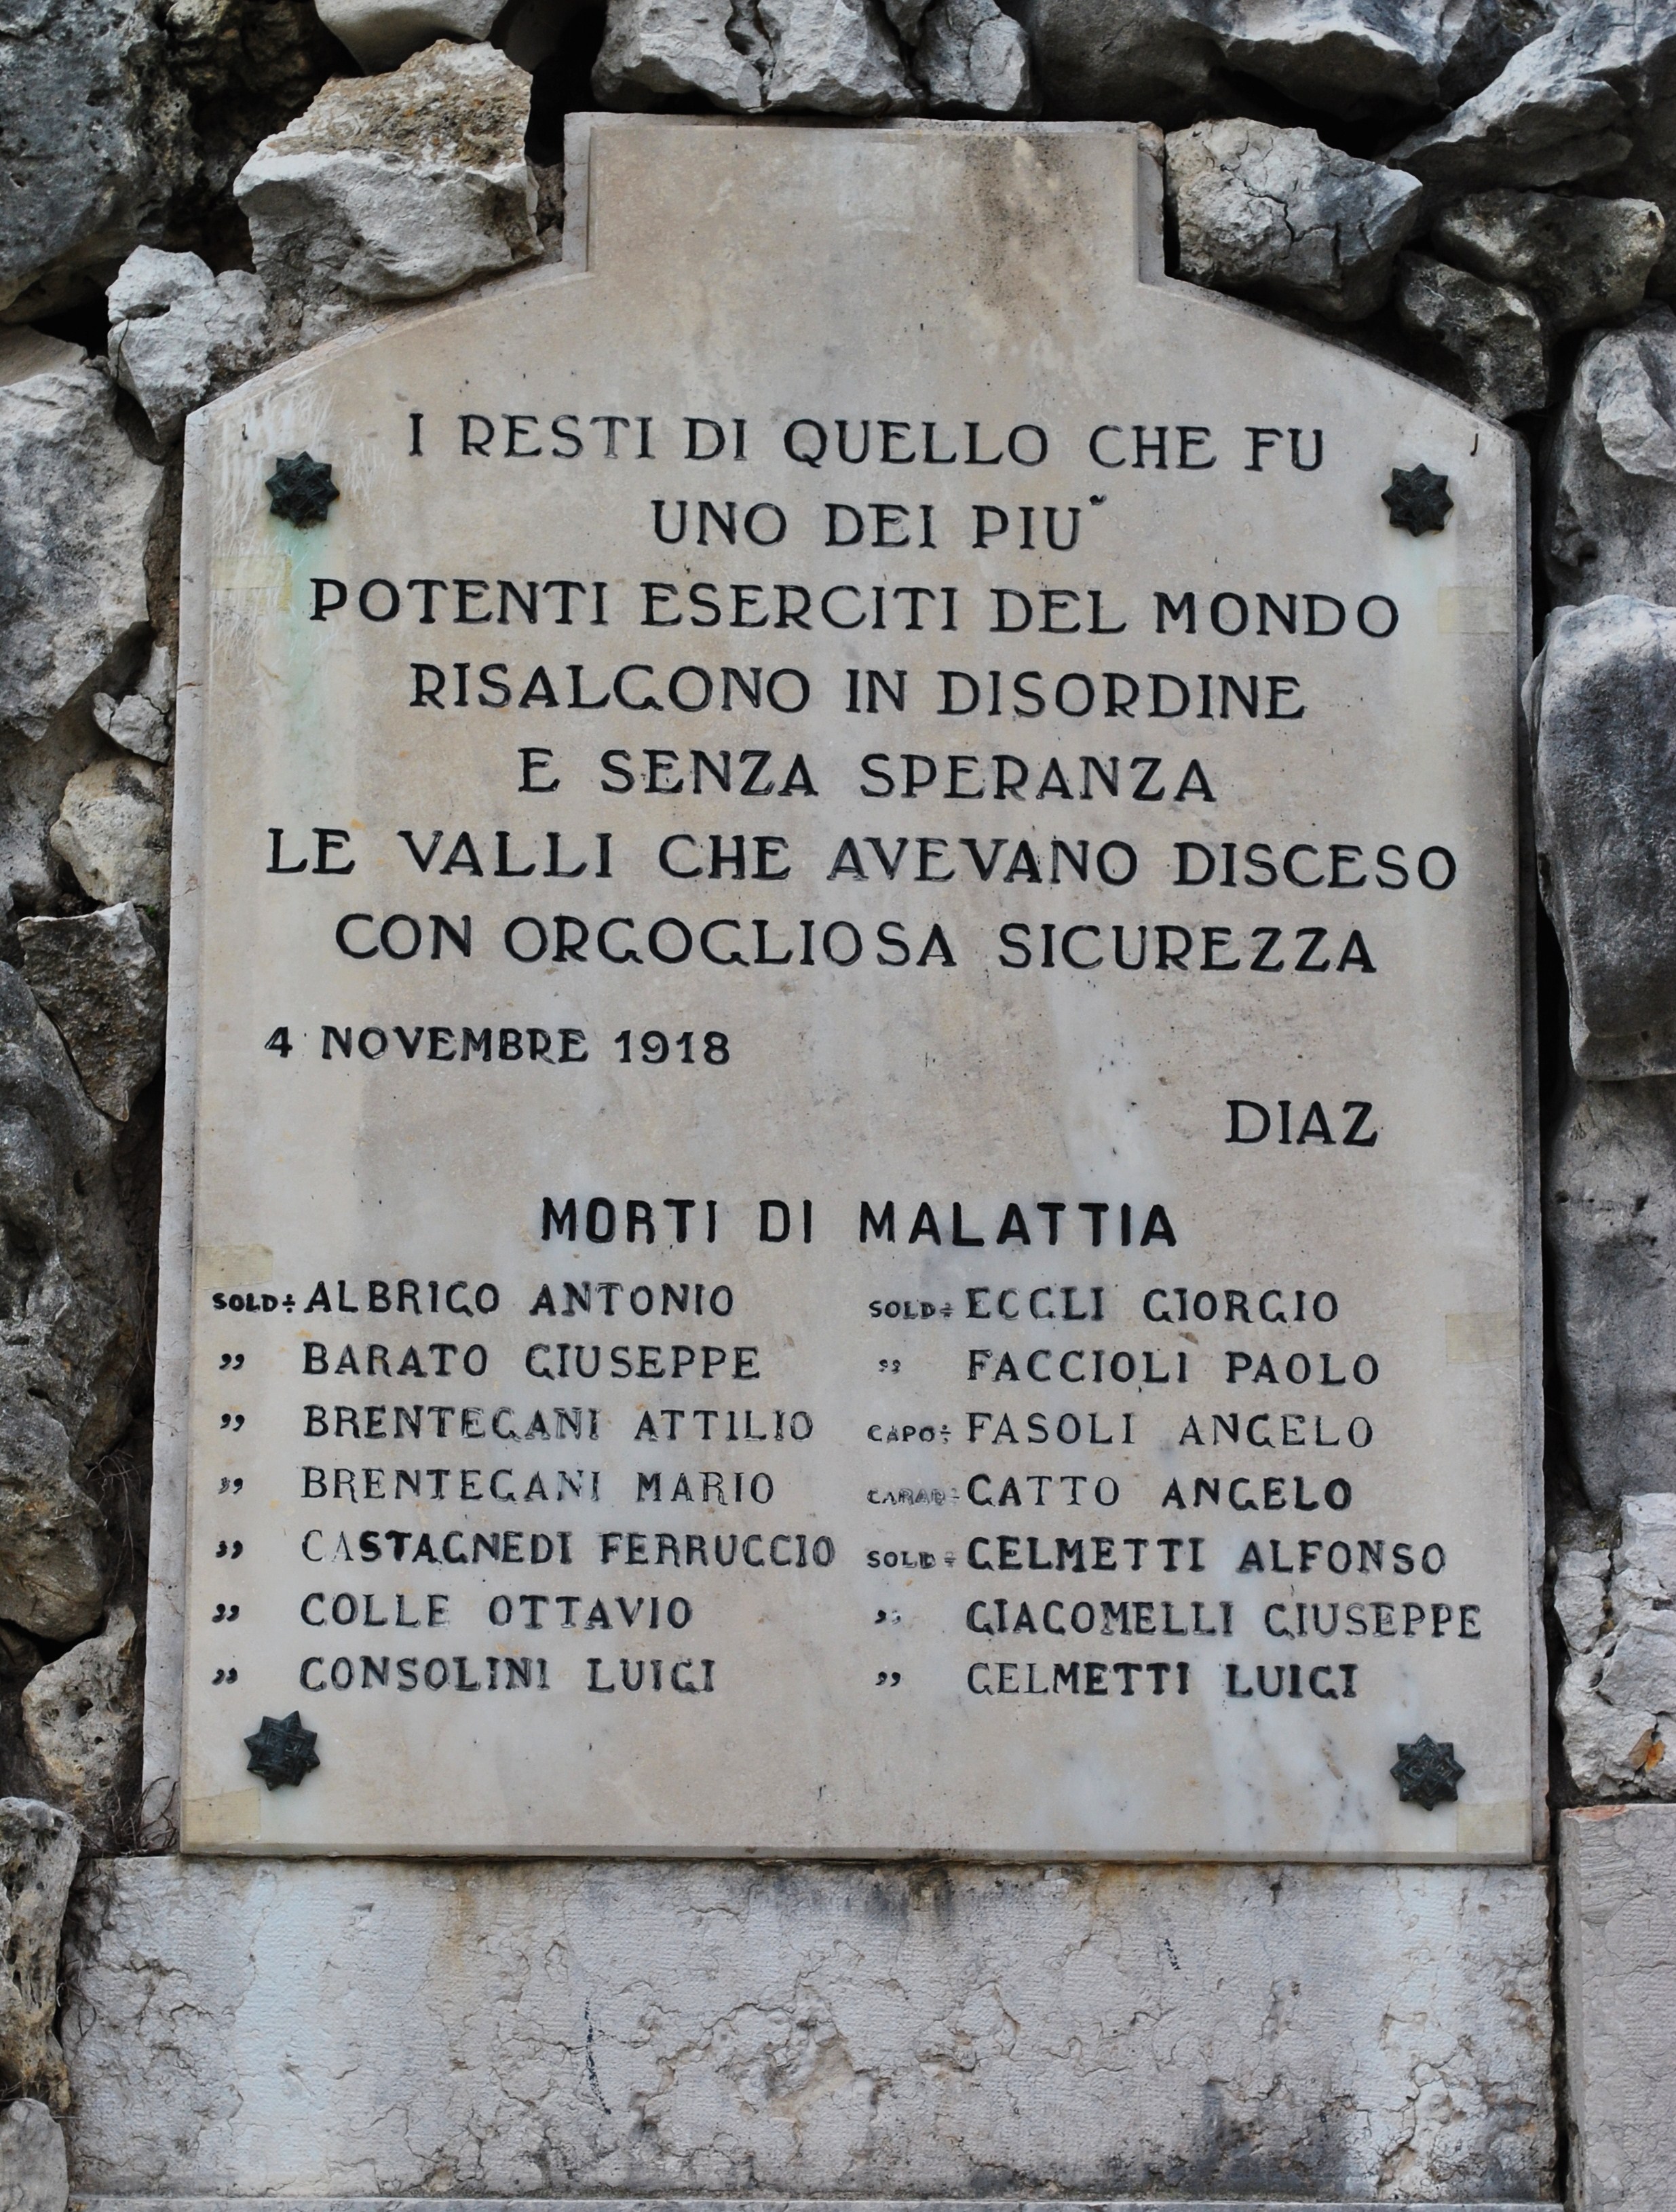 I RESTI DI QUELLO CHE FU
UNO DEI PIU˜
POTENTI ESERCITI DEL MONDO
RISALGONO IN DISORDINE
E SENZA SPERANZA
LE VALLI CHE AVEVANO DISCESO
CON ORGOGLIOSA SICUREZZA
4 NOVEMBRE 1918
DIAZ
MORTI DI MALATTIA
SOLD÷ ALBRIGO ANTONIO
„ BARATO GIUSEPPE
„ BRENTEGANI ATTILIO
„ BRENTEGANI MARIO
„ CASTAGNEDI FERRUCCIO
„ COLLE OTTAVIO
„ CONSOLINI LUIGI
SOLD÷ ECCLI GIORGIO
„ FACCIOLI PAOLO
CAPO÷ FASOLI ANGELO
CARAB÷ GATTO ANGELO
SOLD÷ GELMETTI ALFONSO
„ GIACOMELLI GIUSEPPE
„ GELMETTI LUIGI